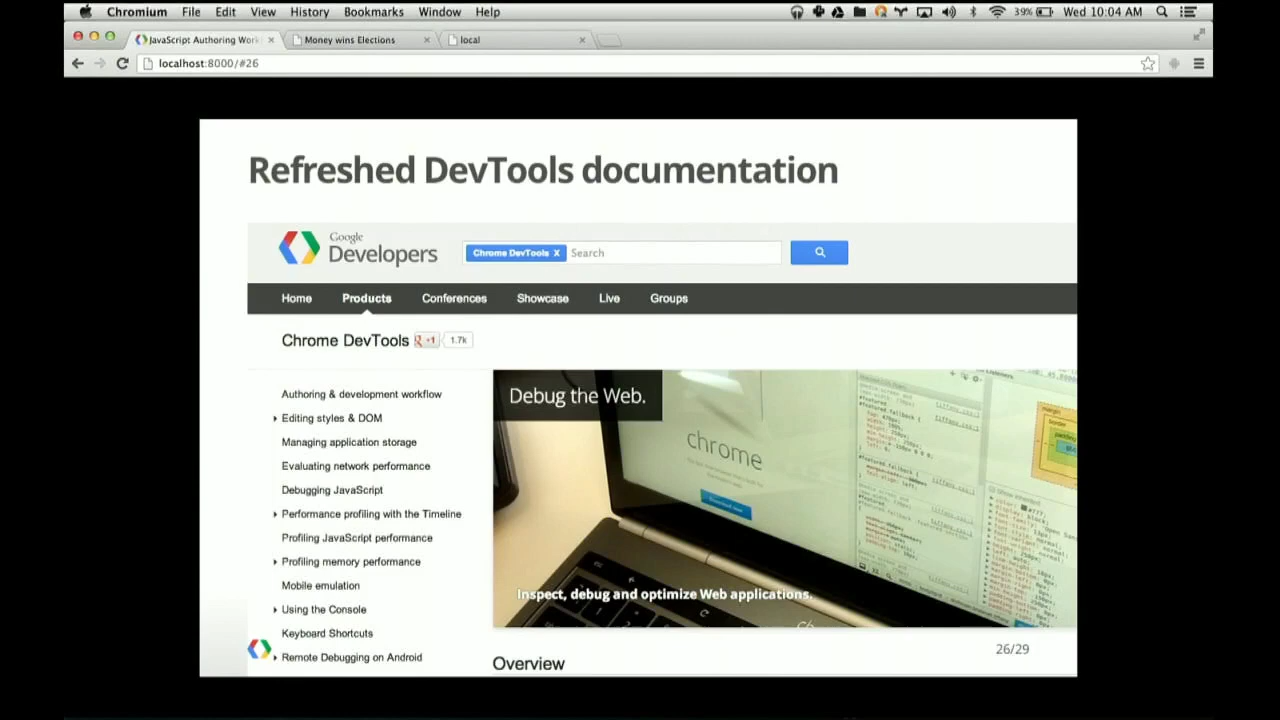 Chromium File Edit View History Bookmarks Window Help 39% Wed 10:04 AM
JavaScript Authoring Work Money wins Elections local
localhost:8000/#26
Refreshed DevTools documentation
Google
Developers
Chrome DevTools X Search
Home Products Conferences Showcase Live Groups
Chrome DevTools +1 1.7k
Authoring & development workflow
Editing styles & DOM
Managing application storage
Evaluating network performance
Debugging JavaScript
Performance profiling with the Timeline
Profiling JavaScript performance
Profiling memory performance
Mobile emulation
Using the Console
Keyboard Shortcuts
Remote Debugging on Android
Debug the Web.
chrome
margin
border
padding
Inspect, debug and optimize Web applications.
Overview
26/29